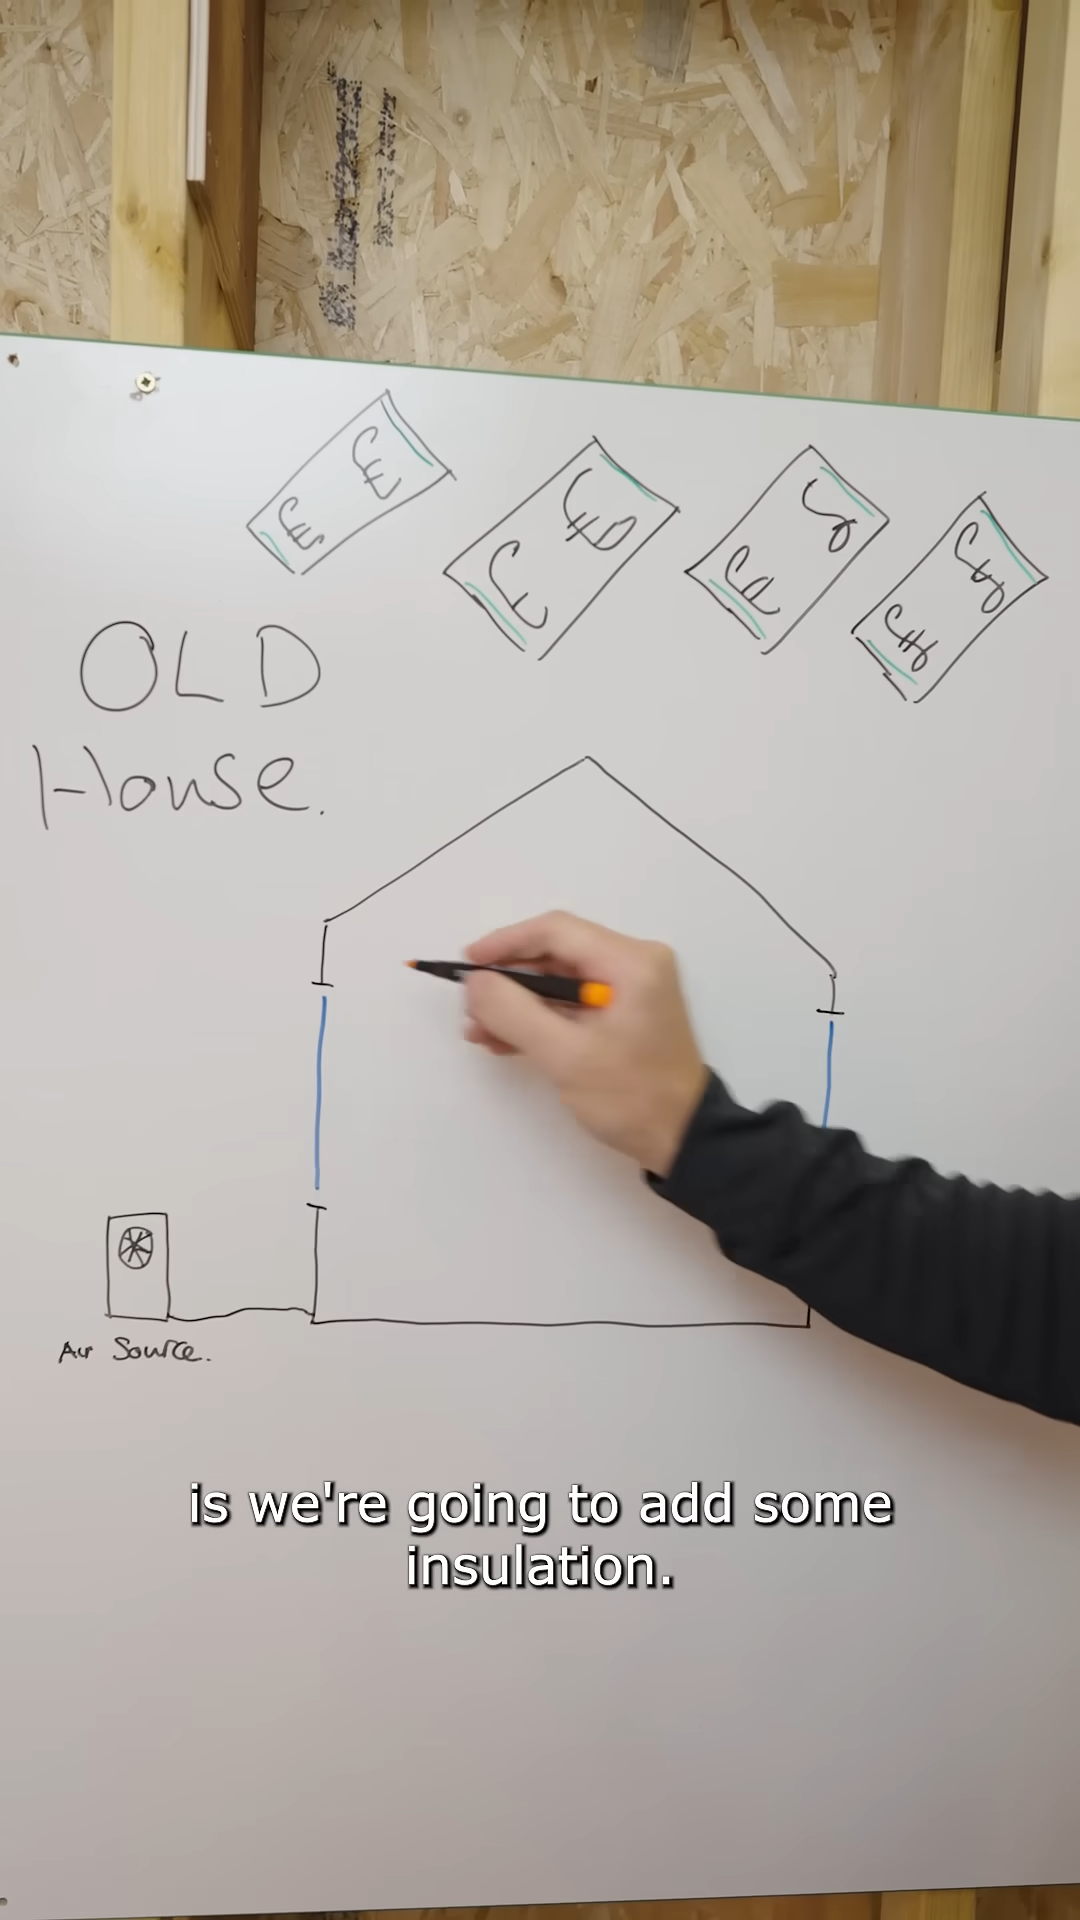 £ £
£ £
£ £
£ £
OLD
House.
Air Source.
is we're going to add some
insulation.